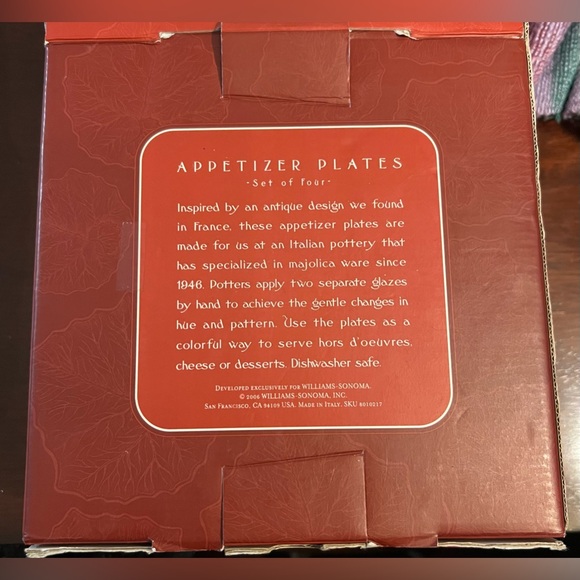 APPETIZER PLATES
-Set of Four-
Inspired by an antique design we found
in France, these appetizer plates are
made for us at an Italian pottery that
has specialized in majolica ware since
1946. Potters apply two separate glazes
by hand to achieve the gentle changes in
hue and pattern. Use the plates as a
colorful way to serve hors d'oeuvres,
cheese or desserts. Dishwasher safe.
DEVELOPED EXCLUSIVELY FOR WILLIAMS-SONOMA.
© 2006 WILLIAMS-SONOMA, INC.
SAN FRANCISCO, CA 94109 USA. MADE IN ITALY. SKU 8010217